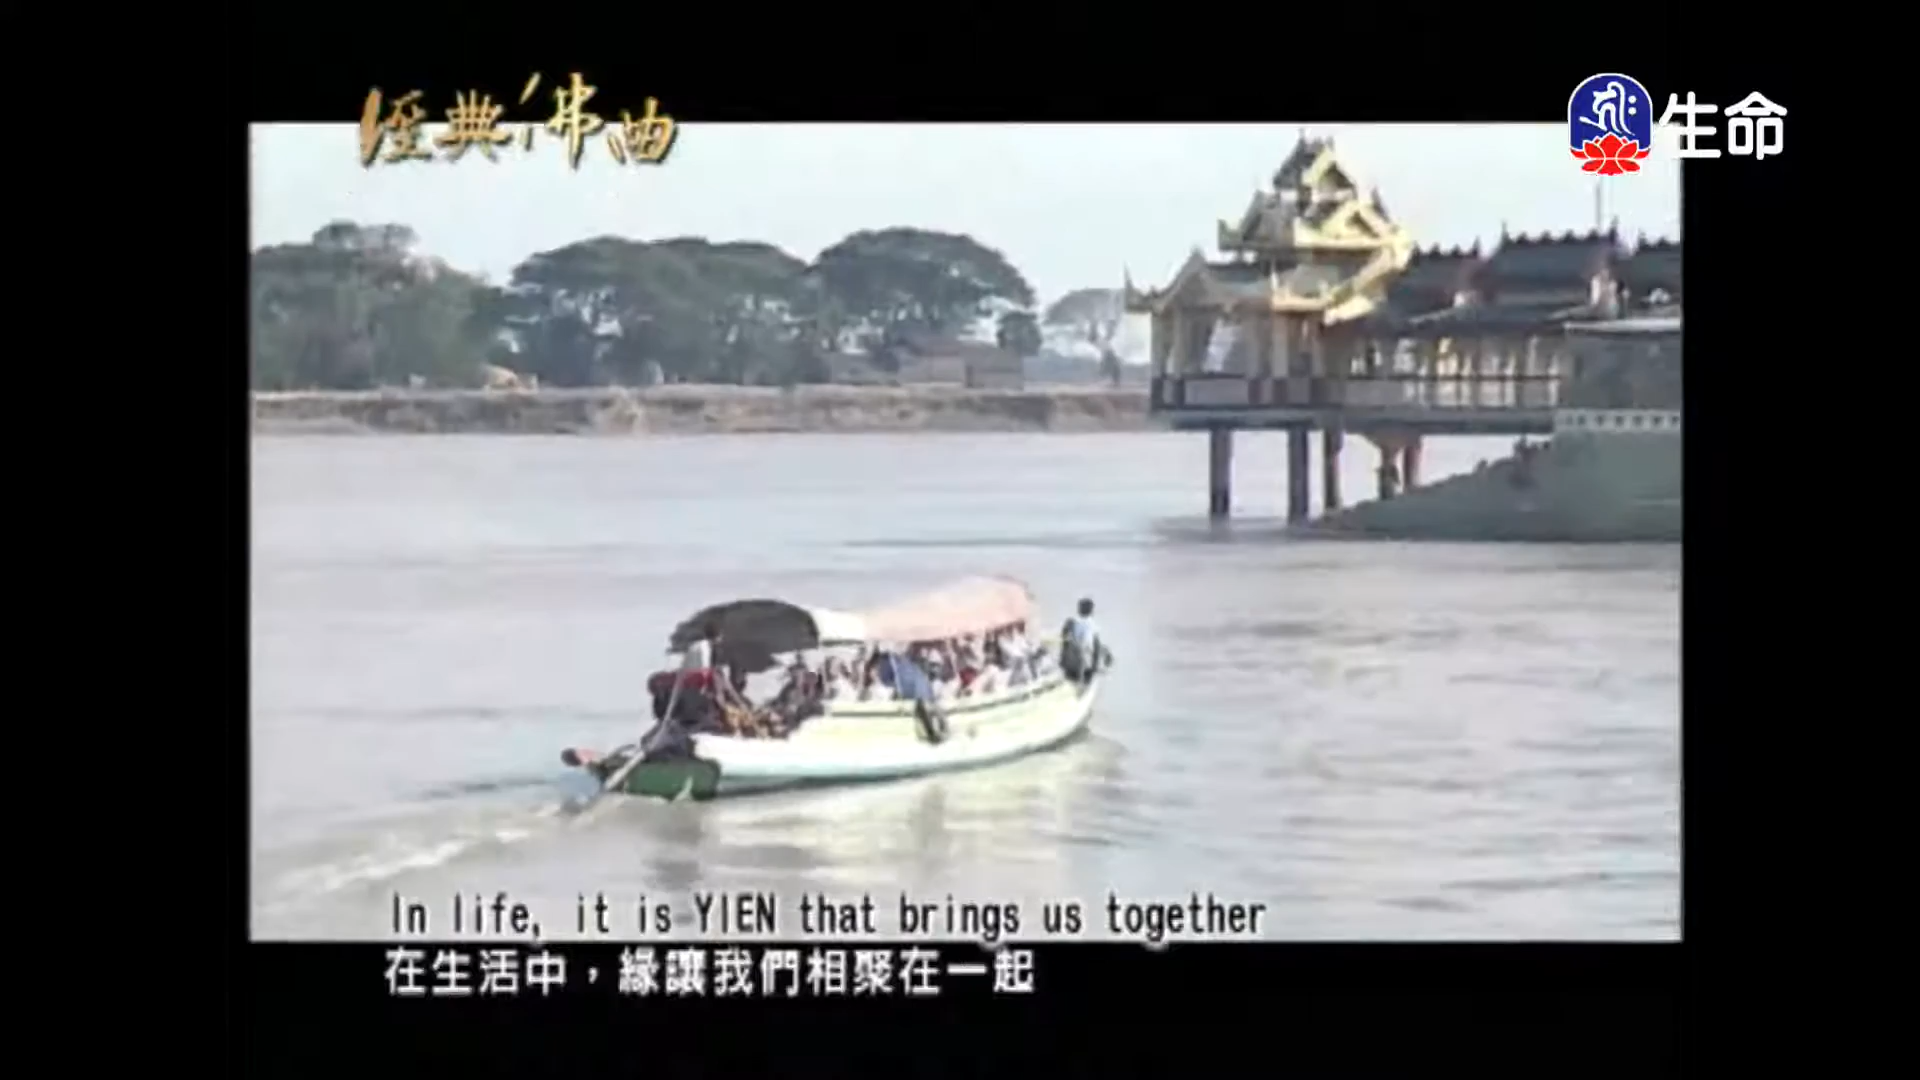 經典佛曲
生命
In life, it is YIEN that brings us together
在生活中，緣讓我們相聚在一起